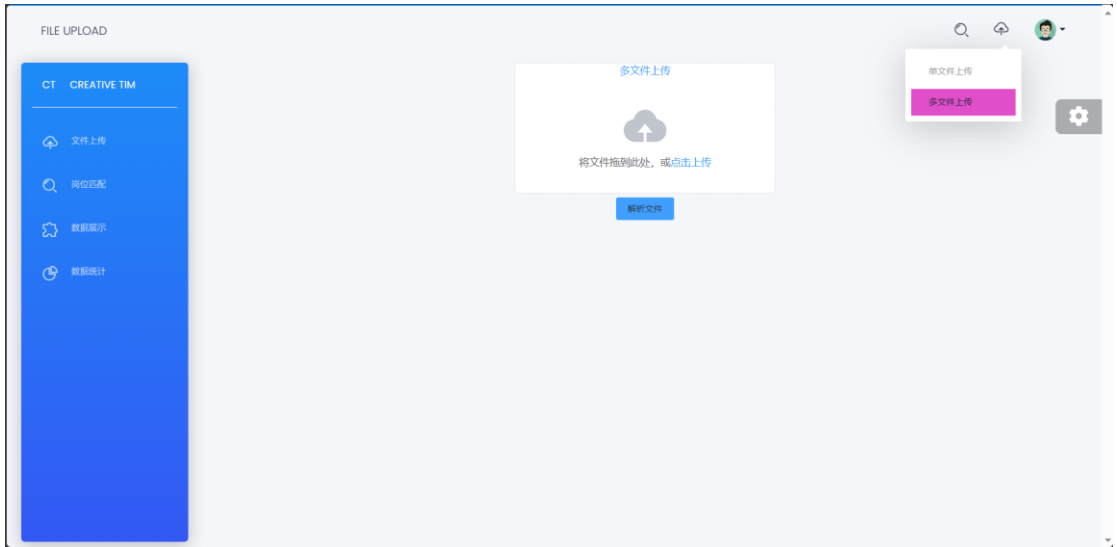 FILE UPLOAD
单文件上传
多文件上传
CT CREATIVE TIM
文件上传
岗位匹配
数据展示
数据统计
多文件上传
将文件拖到此处，或点击上传
解析文件